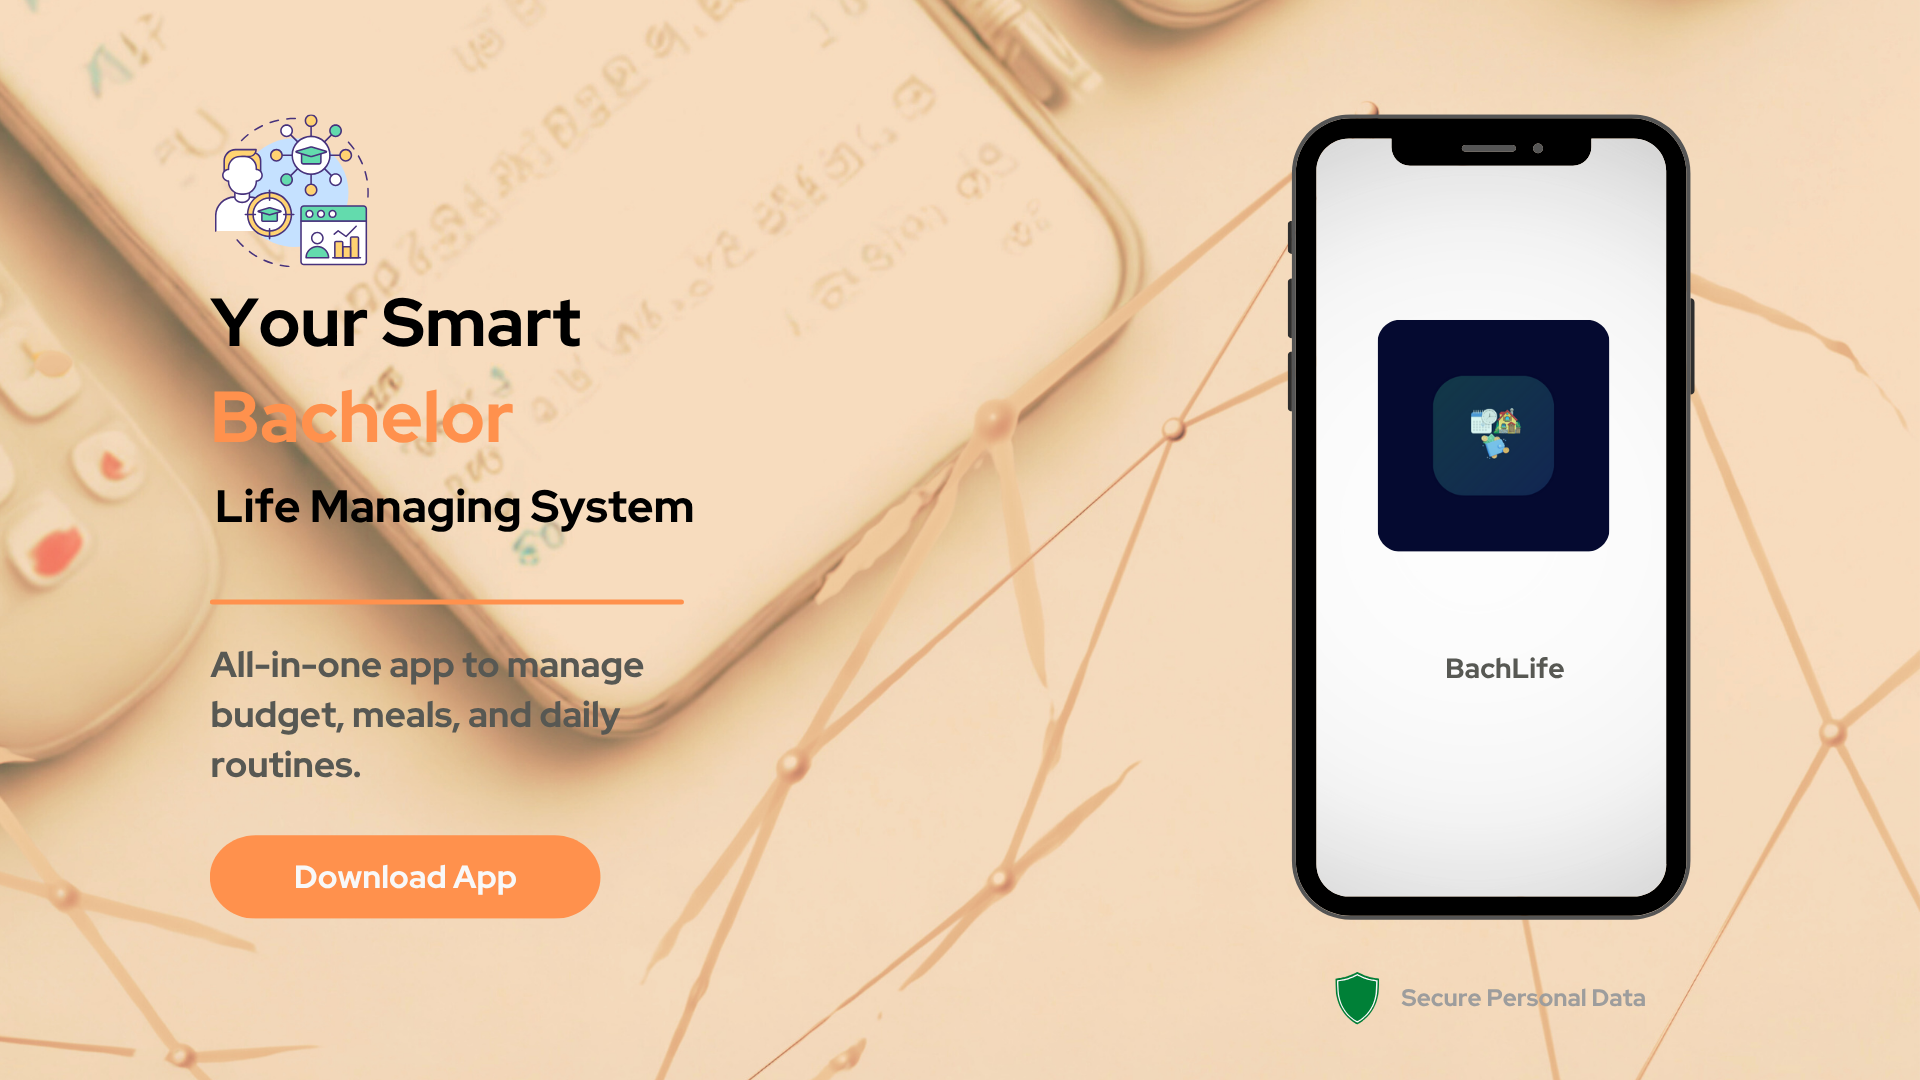 Your Smart
Bachelor
Life Managing System
All-in-one app to manage
budget, meals, and daily
routines.
Download App
BachLife
Secure Personal Data